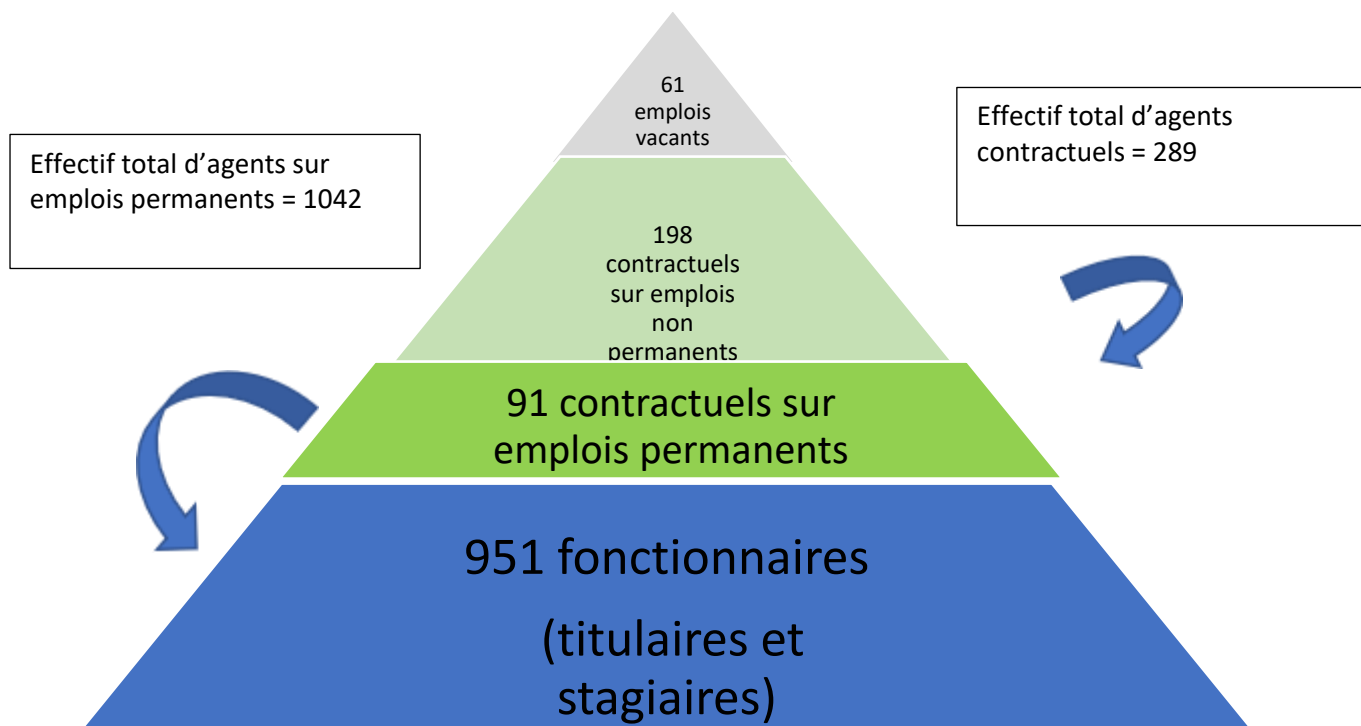 61
emplois
vacants
Effectif total d’agents sur
emplois permanents = 1042
Effectif total d’agents
contractuels = 289
198
contractuels
sur emplois
non
permanents
91 contractuels sur
emplois permanents
951 fonctionnaires
(titulaires et
stagiaires)